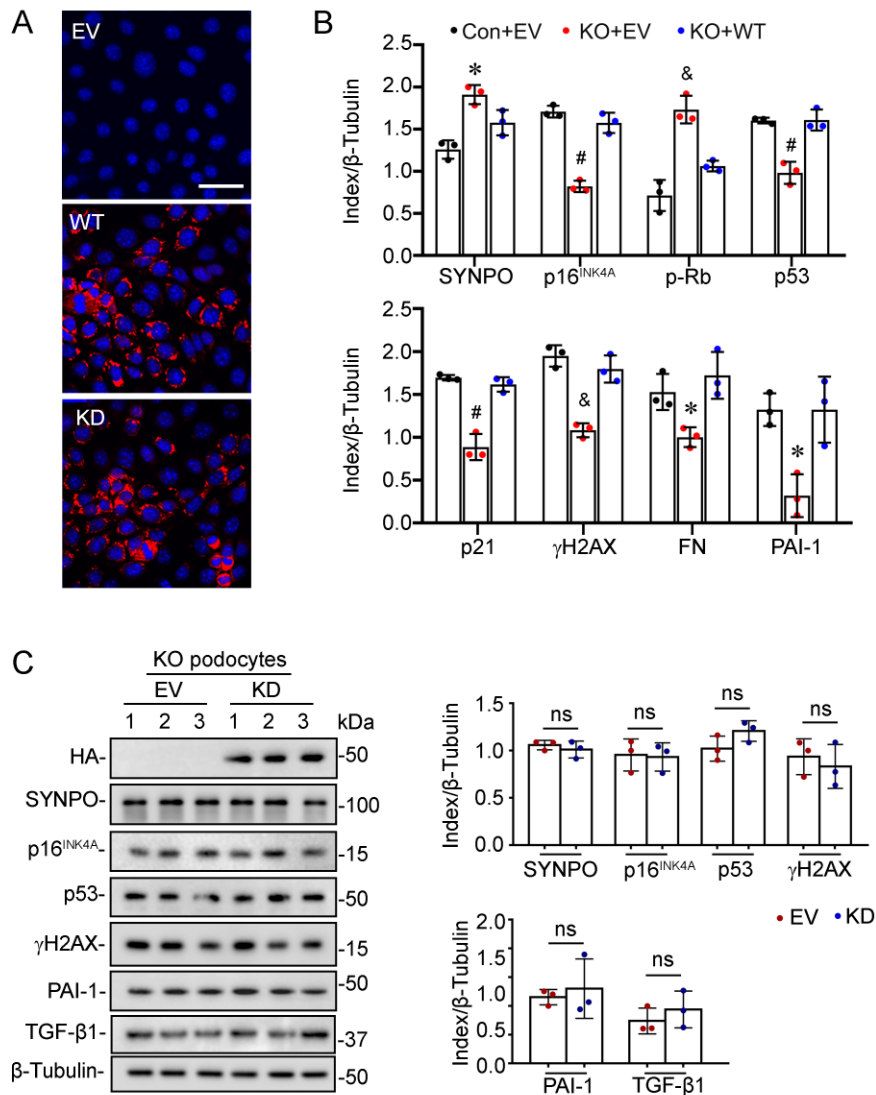 A
EV
WT
KD
B
Con+EV KO+EV KO+WT
Index/β-Tubulin
2.0
1.5
1.0
0.5
0.0
* # & #
SYNPO p16INK4A p-Rb p53
Index/β-Tubulin
2.0
1.5
1.0
0.5
0.0
# & * *
p21 γH2AX FN PAI-1
C
KO podocytes
EV KD
1 2 3 1 2 3 kDa
HA- -50
SYNPO- -100
p16INK4A- -15
p53- -50
γH2AX- -15
PAI-1- -50
TGF-β1- -37
β-Tubulin- -50
Index/β-Tubulin
1.5
1.0
0.5
0.0
ns ns ns ns
SYNPO p16INK4A p53 γH2AX
EV KD
Index/β-Tubulin
2.0
1.5
1.0
0.5
0.0
ns ns
PAI-1 TGF-β1